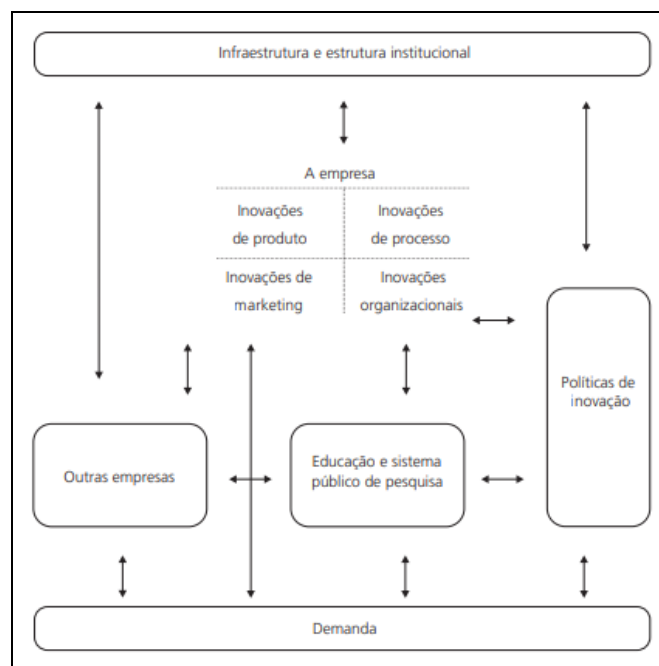 Infraestrutura e estrutura institucional
A empresa
Inovações
de produto
Inovações
de processo
Inovações de
marketing
Inovações
organizacionais
Políticas de
inovação
Outras empresas
Educação e sistema
público de pesquisa
Demanda